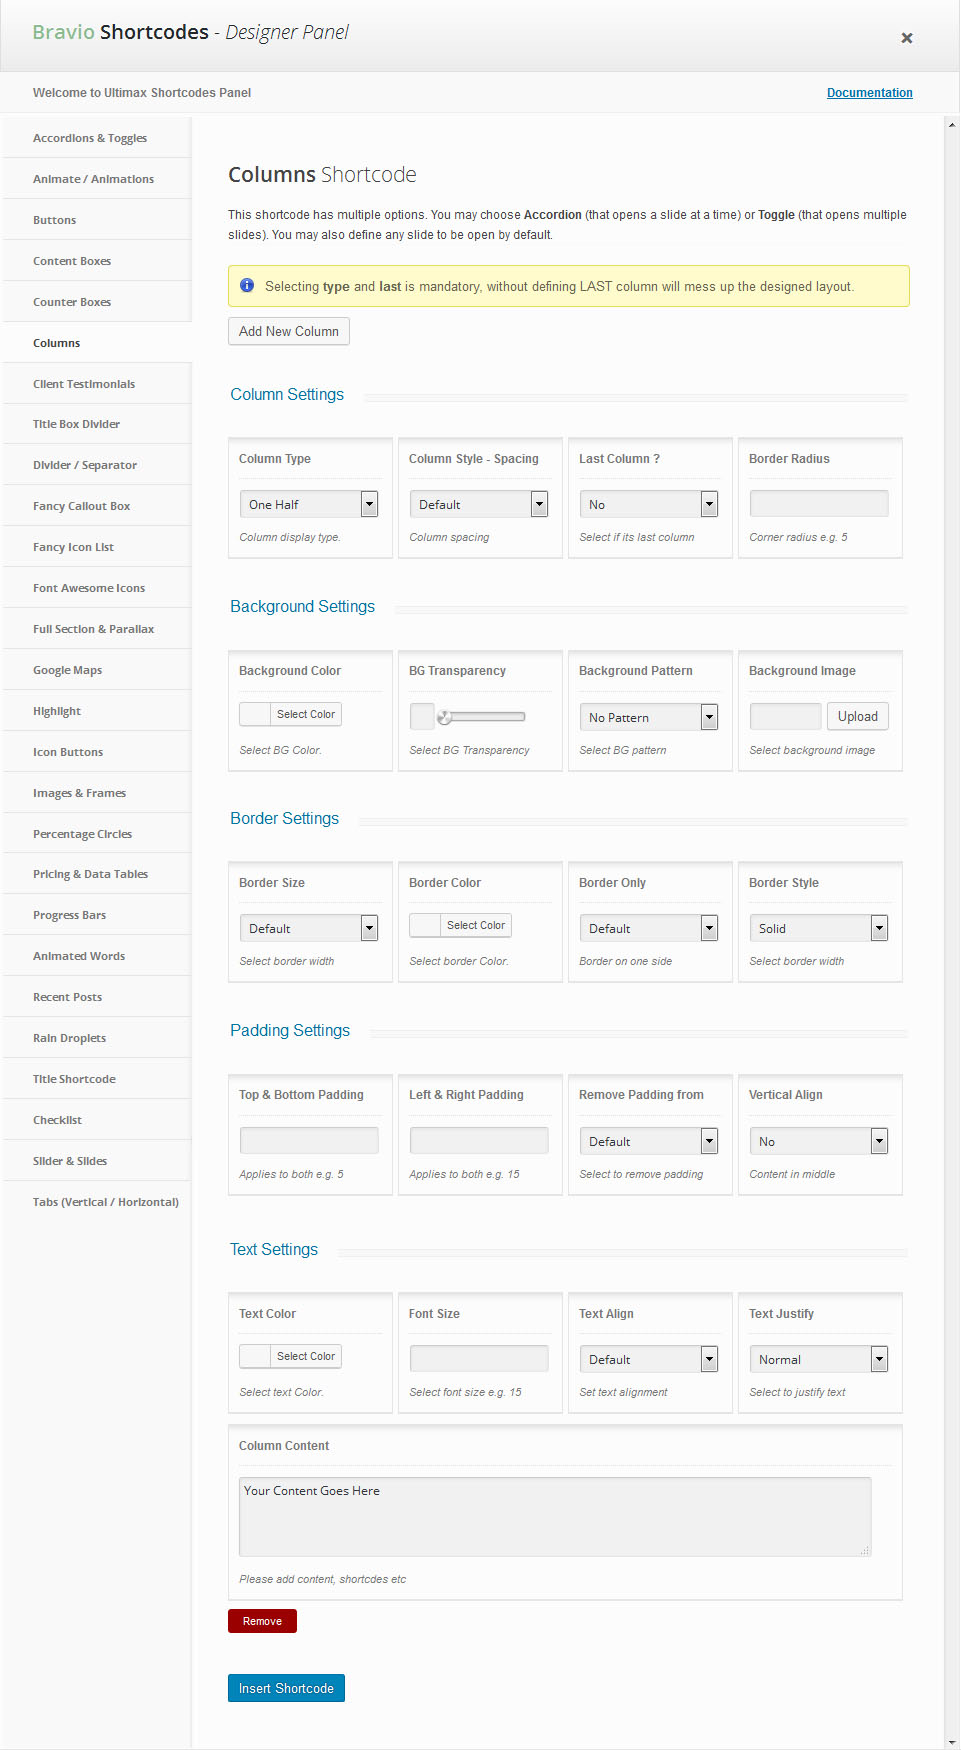 Bravio Shortcodes - Designer Panel
Welcome to Ultimax Shortcodes Panel
Documentation
Accordions & Toggles
Animate / Animations
Buttons
Content Boxes
Counter Boxes
Columns
Client Testimonials
Title Box Divider
Divider / Separator
Fancy Callout Box
Fancy Icon List
Font Awesome Icons
Full Section & Parallax
Google Maps
Highlight
Icon Buttons
Images & Frames
Percentage Circles
Pricing & Data Tables
Progress Bars
Animated Words
Recent Posts
Rain Droplets
Title Shortcode
Checklist
Slider & Slides
Tabs (Vertical / Horizontal)
Columns Shortcode
This shortcode has multiple options. You may choose Accordion (that opens a slide at a time) or Toggle (that opens multiple
slides). You may also define any slide to be open by default.
Selecting type and last is mandatory, without defining LAST column will mess up the designed layout.
Add New Column
Column Settings
Column Type
One Half
Column display type.
Column Style - Spacing
Default
Column spacing
Last Column ?
No
Select if its last column
Border Radius
Corner radius e.g. 5
Background Settings
Background Color
Select Color
Select BG Color.
BG Transparency
Select BG Transparency
Background Pattern
No Pattern
Select BG pattern
Background Image
Upload
Select background image
Border Settings
Border Size
Default
Select border width
Border Color
Select Color
Select border Color.
Border Only
Default
Border on one side
Border Style
Solid
Select border width
Padding Settings
Top & Bottom Padding
Applies to both e.g. 5
Left & Right Padding
Applies to both e.g. 15
Remove Padding from
Default
Select to remove padding
Vertical Align
No
Content in middle
Text Settings
Text Color
Select Color
Select text Color.
Font Size
Select font size e.g. 15
Text Align
Default
Set text alignment
Text Justify
Normal
Select to justify text
Column Content
Your Content Goes Here
Please add content, shortcdes etc
Remove
Insert Shortcode